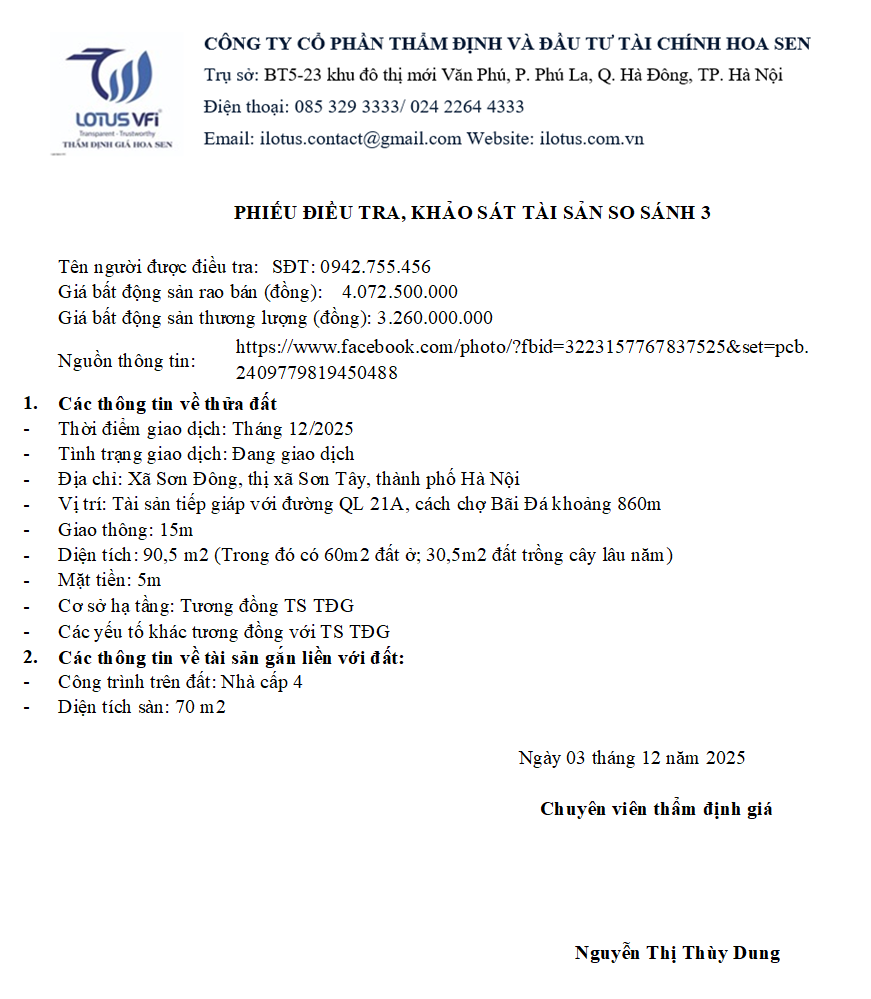 CÔNG TY CỔ PHẦN THẨM ĐỊNH VÀ ĐẦU TƯ TÀI CHÍNH HOA SEN
Trụ sở: BT5-23 khu đô thị mới Văn Phú, P. Phú La, Q. Hà Đông, TP. Hà Nội
Điện thoại: 085 329 3333/ 024 2264 4333
Email: ilotus.contact@gmail.com Website: ilotus.com.vn
LOTUS VFi
Transparent - Trustworthy
THẨM ĐỊNH GIÁ HOA SEN
PHIẾU ĐIỀU TRA, KHẢO SÁT TÀI SẢN SO SÁNH 3
Tên người được điều tra: SĐT: 0942.755.456
Giá bất động sản rao bán (đồng): 4.072.500.000
Giá bất động sản thương lượng (đồng): 3.260.000.000
Nguồn thông tin: https://www.facebook.com/photo/?fbid=3223157767837525&set=pcb.
2409779819450488
1. Các thông tin về thửa đất
- Thời điểm giao dịch: Tháng 12/2025
- Tình trạng giao dịch: Đang giao dịch
- Địa chỉ: Xã Sơn Đông, thị xã Sơn Tây, thành phố Hà Nội
- Vị trí: Tài sản tiếp giáp với đường QL 21A, cách chợ Bãi Đá khoảng 860m
- Giao thông: 15m
- Diện tích: 90,5 m2 (Trong đó có 60m2 đất ở; 30,5m2 đất trồng cây lâu năm)
- Mặt tiền: 5m
- Cơ sở hạ tầng: Tương đồng TS TĐG
- Các yếu tố khác tương đồng với TS TĐG
2. Các thông tin về tài sản gắn liền với đất:
- Công trình trên đất: Nhà cấp 4
- Diện tích sàn: 70 m2
Ngày 03 tháng 12 năm 2025
Chuyên viên thẩm định giá
Nguyễn Thị Thùy Dung